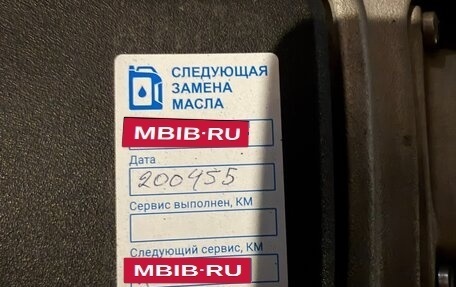 СЛЕДУЮЩАЯ
ЗАМЕНА
МАСЛА
MBIB·RU
Дата
200455
Сервис выполнен, КМ
Следующий сервис, КМ
MBIB·RU